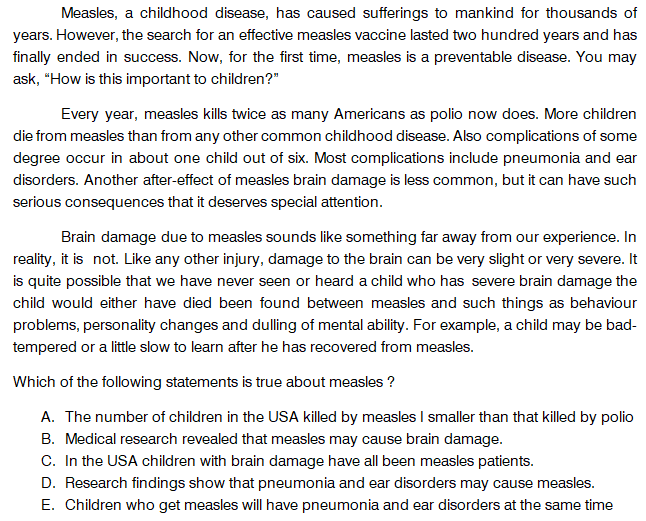 Measles, a childhood disease, has caused sufferings to mankind for thousands of
years. However, the search for an effective measles vaccine lasted two hundred years and has
finally ended in success. Now, for the first time, measles is a preventable disease. You may
ask, “How is this important to children?”
Every year, measles kills twice as many Americans as polio now does. More children
die from measles than from any other common childhood disease. Also complications of some
degree occur in about one child out of six. Most complications include pneumonia and ear
disorders. Another after-effect of measles brain damage is less common, but it can have such
serious consequences that it deserves special attention.
Brain damage due to measles sounds like something far away from our experience. In
reality, it is not. Like any other injury, damage to the brain can be very slight or very severe. It
is quite possible that we have never seen or heard a child who has severe brain damage the
child would either have died been found between measles and such things as behaviour
problems, personality changes and dulling of mental ability. For example, a child may be bad-
tempered or a little slow to learn after he has recovered from measles.
Which of the following statements is true about measles ?
A. The number of children in the USA killed by measles I smaller than that killed by polio
B. Medical research revealed that measles may cause brain damage.
C. In the USA children with brain damage have all been measles patients.
D. Research findings show that pneumonia and ear disorders may cause measles.
E. Children who get measles will have pneumonia and ear disorders at the same time